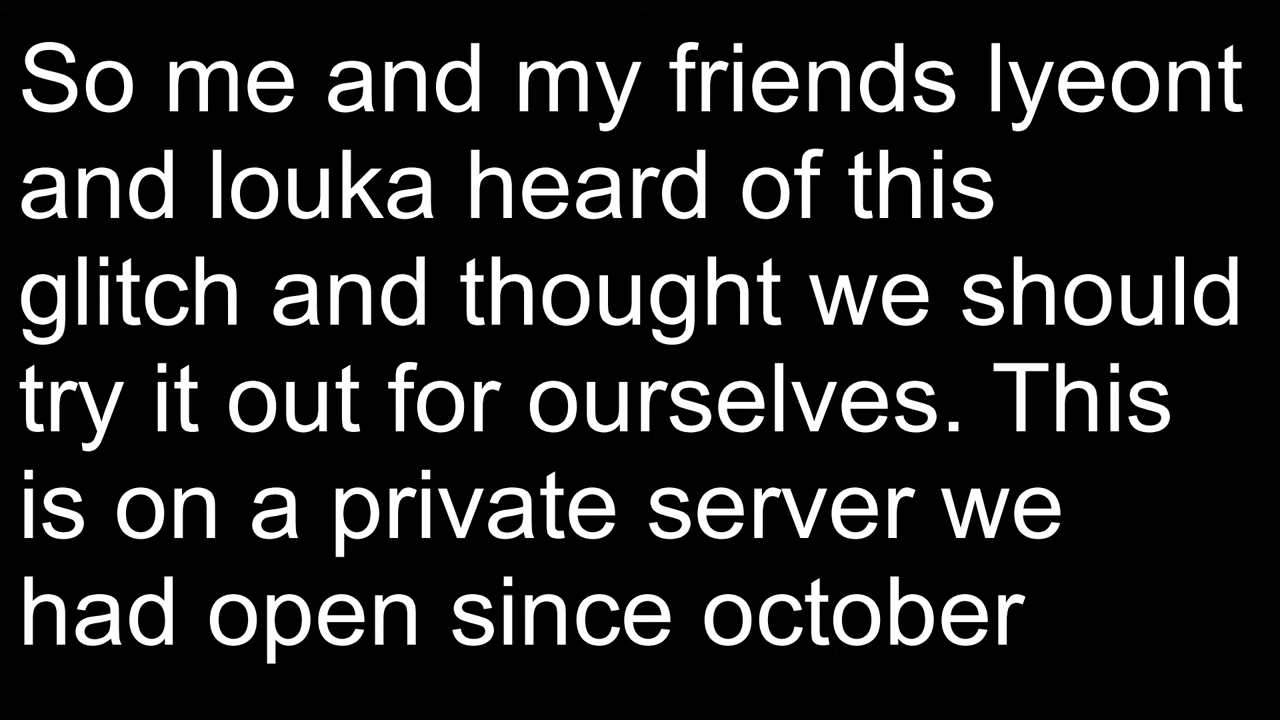 So me and my friends lyeont
and louka heard of this
glitch and thought we should
try it out for ourselves. This
is on a private server we
had open since october